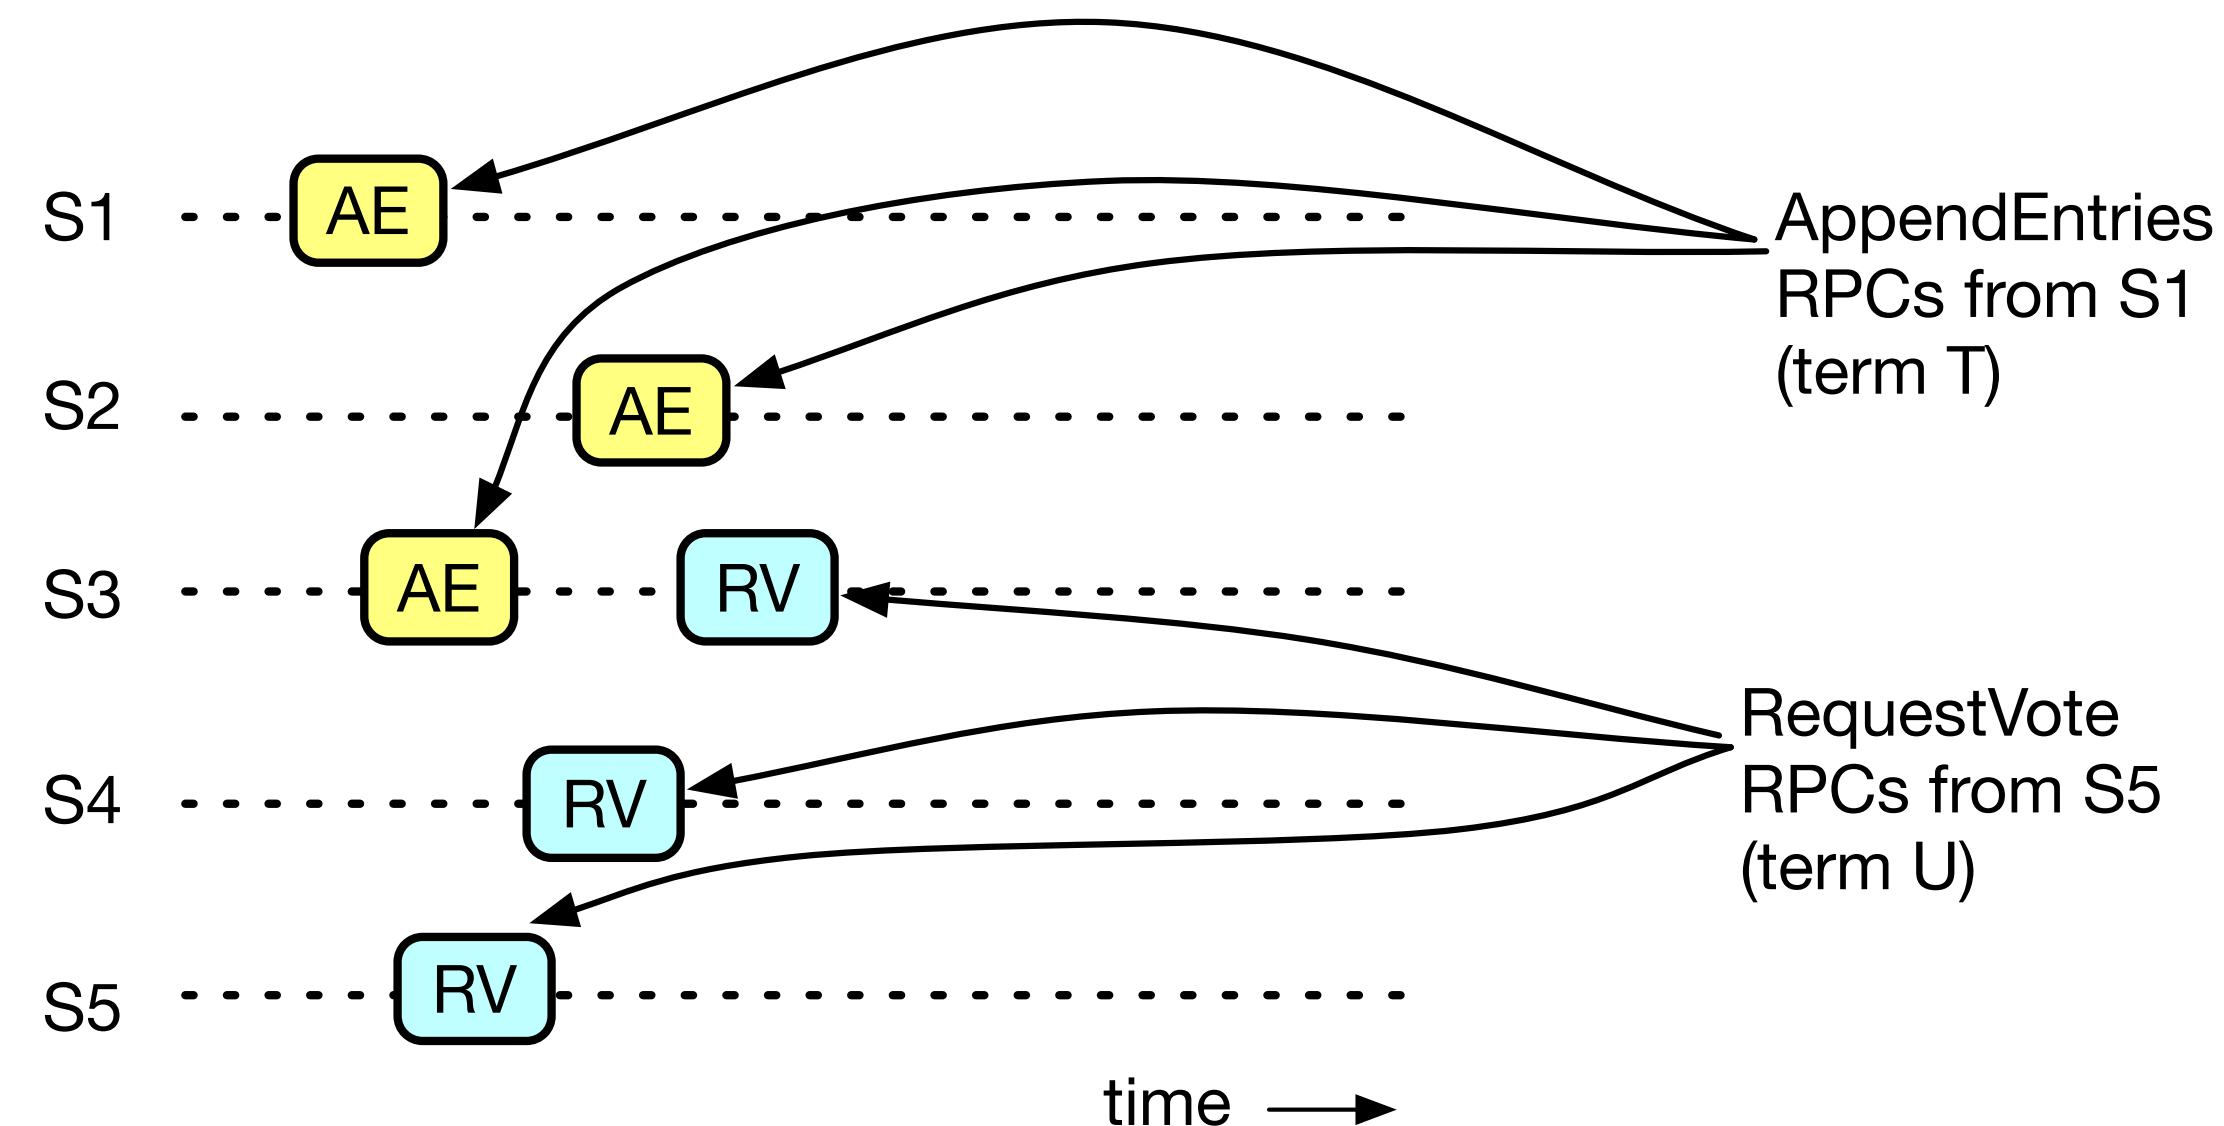 S1
AE
AppendEntries
RPCs from S1
(term T)
S2
AE
S3
AE
RV
RequestVote
RPCs from S5
(term U)
S4
RV
S5
RV
time